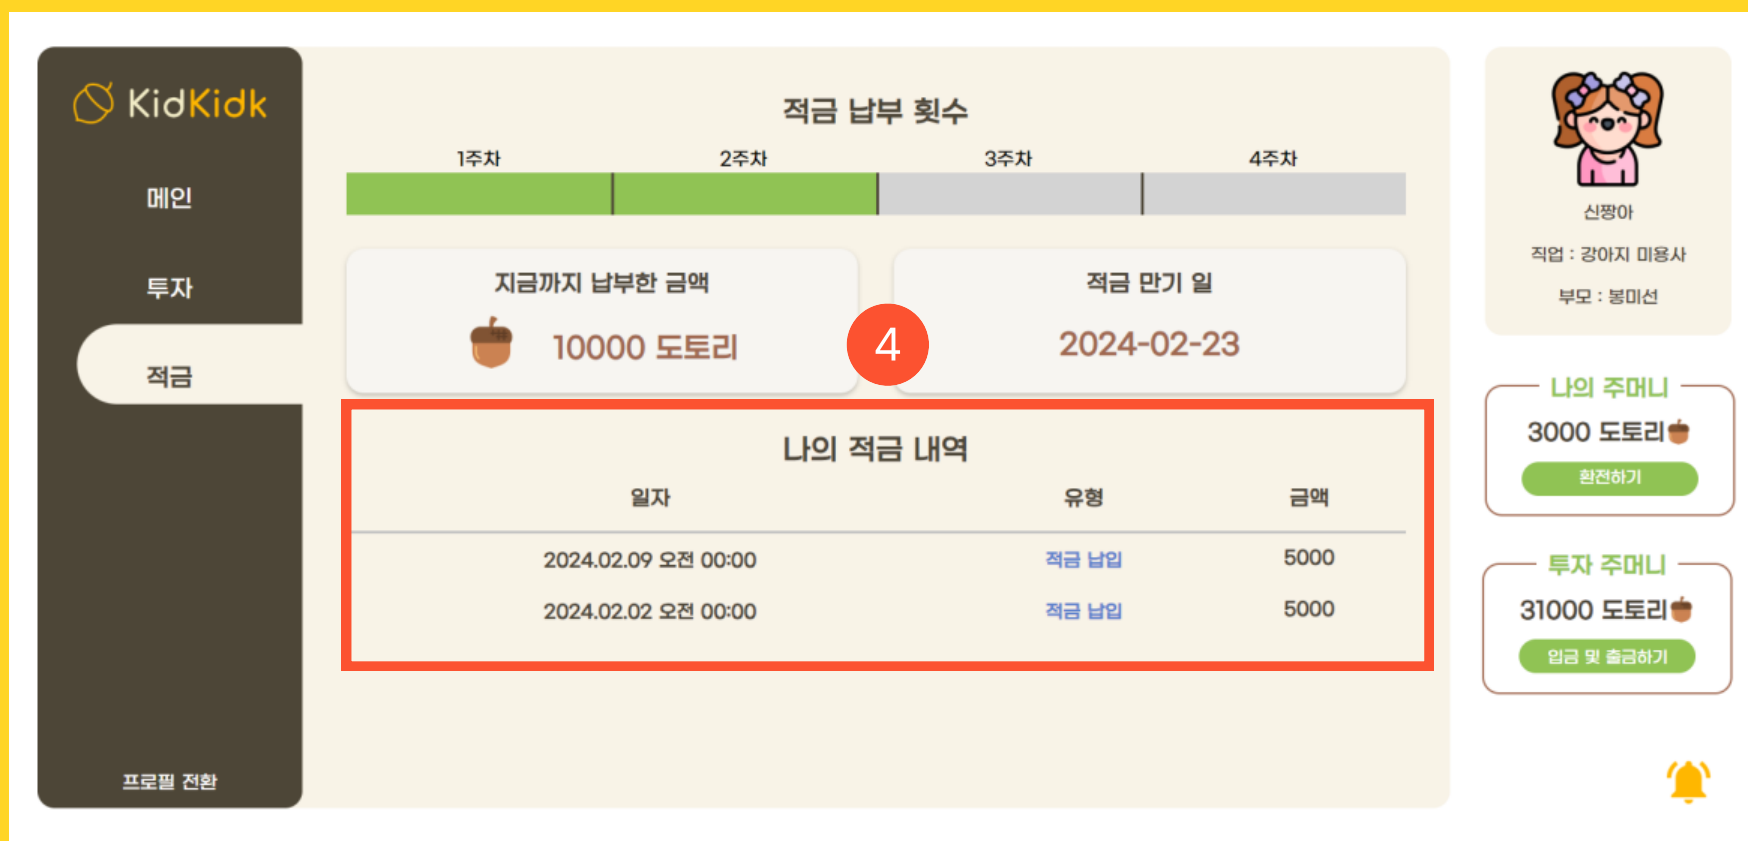 KidKidk
메인
투자
적금
프로필 전환
적금 납부 횟수
1주차 2주차 3주차 4주차
지금까지 납부한 금액
10000 도토리
4
적금 만기 일
2024-02-23
나의 적금 내역
일자 유형 금액
2024.02.09 오전 00:00 적금 납입 5000
2024.02.02 오전 00:00 적금 납입 5000
신짱아
직업 : 강아지 미용사
부모 : 봉미선
나의 주머니
3000 도토리
환전하기
투자 주머니
31000 도토리
입금 및 출금하기